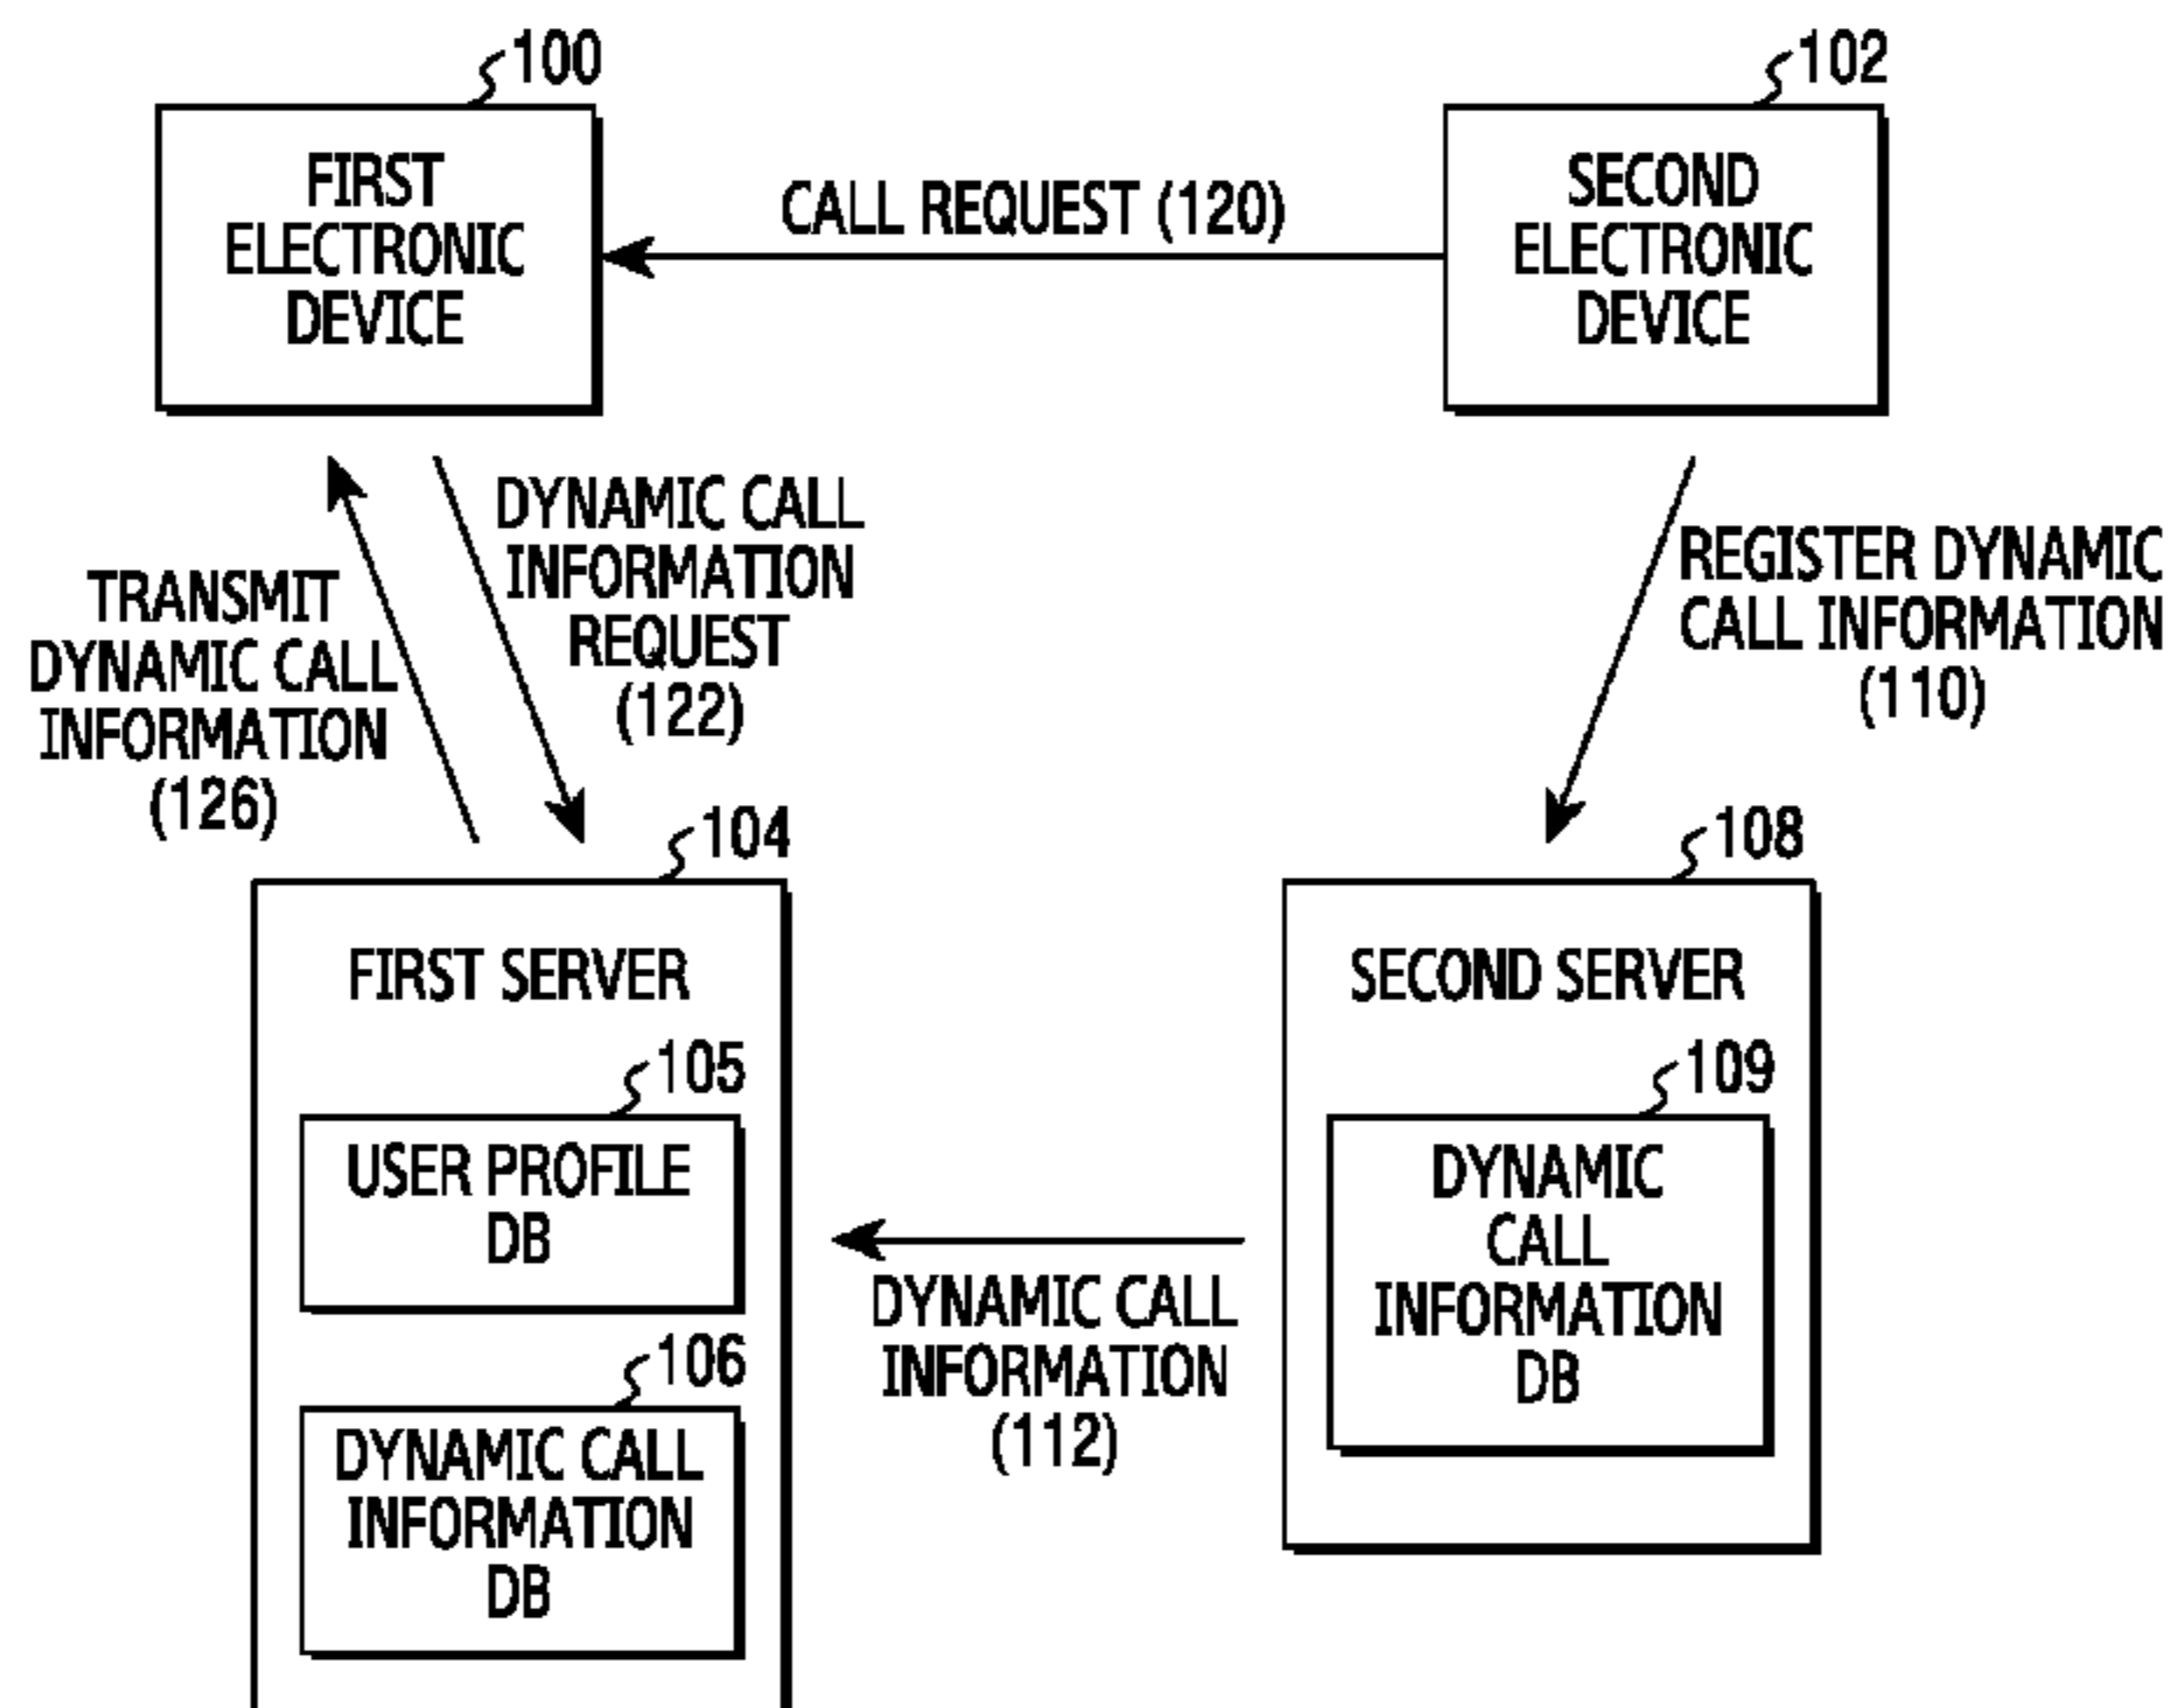 100
FIRST
ELECTRONIC
DEVICE
CALL REQUEST (120)
102
SECOND
ELECTRONIC
DEVICE
TRANSMIT
DYNAMIC CALL
INFORMATION
(126)
DYNAMIC CALL
INFORMATION
REQUEST
(122)
REGISTER DYNAMIC
CALL INFORMATION
(110)
104
FIRST SERVER
105
USER PROFILE
DB
106
DYNAMIC CALL
INFORMATION
DB
DYNAMIC CALL
INFORMATION
(112)
108
SECOND SERVER
109
DYNAMIC
CALL
INFORMATION
DB